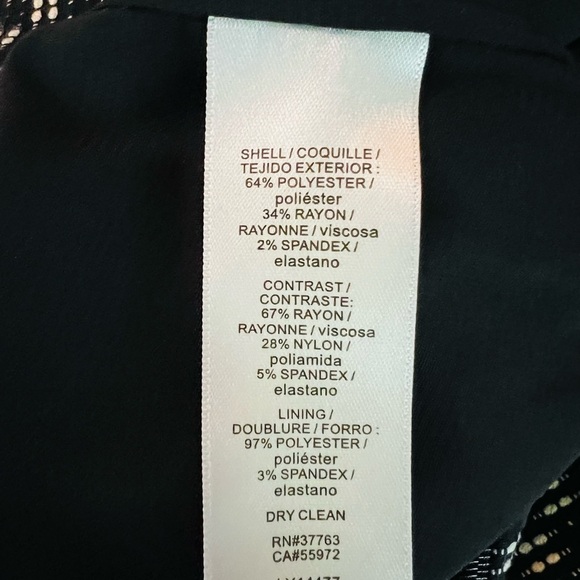 SHELL / COQUILLE /
TEJIDO EXTERIOR :
64% POLYESTER /
poliéster
34% RAYON /
RAYONNE / viscosa
2% SPANDEX /
elastano
CONTRAST /
CONTRASTE:
67% RAYON /
RAYONNE / viscosa
28% NYLON /
poliamida
5% SPANDEX /
elastano
LINING /
DOUBLURE / FORRO :
97% POLYESTER /
poliéster
3% SPANDEX /
elastano
DRY CLEAN
RN#37763
CA#55972